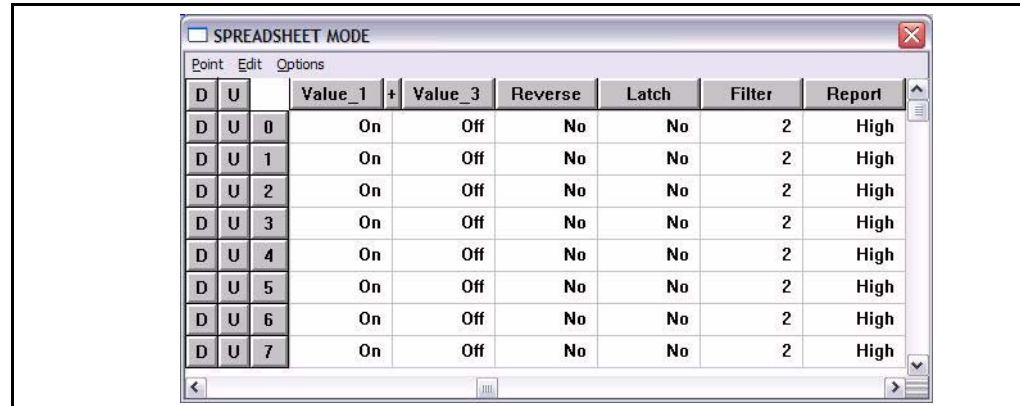 SPREADSHEET MODE
Point Edit Options
D U Value_1 + Value_3 Reverse Latch Filter Report
D U 0 On Off No No 2 High
D U 1 On Off No No 2 High
D U 2 On Off No No 2 High
D U 3 On Off No No 2 High
D U 4 On Off No No 2 High
D U 5 On Off No No 2 High
D U 6 On Off No No 2 High
D U 7 On Off No No 2 High